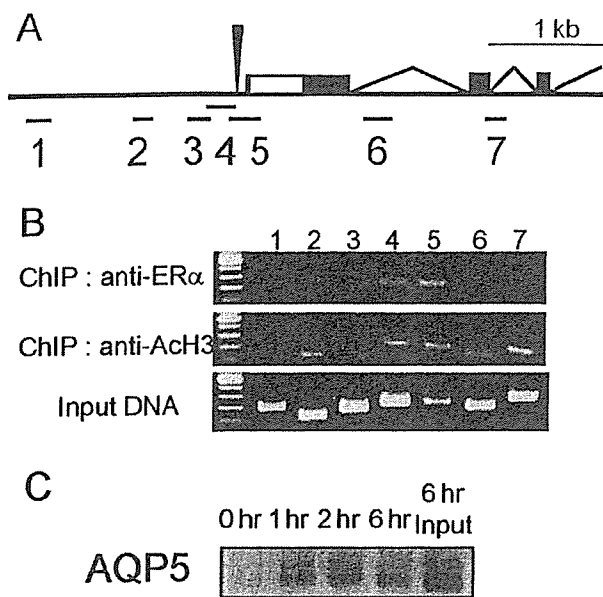 A
1 kb
1 2 3 4 5 6 7
B
1 2 3 4 5 6 7
ChIP : anti-ERα
ChIP : anti-AcH3
Input DNA
C
0 hr 1 hr 2 hr 6 hr 6 hr Input
AQP5